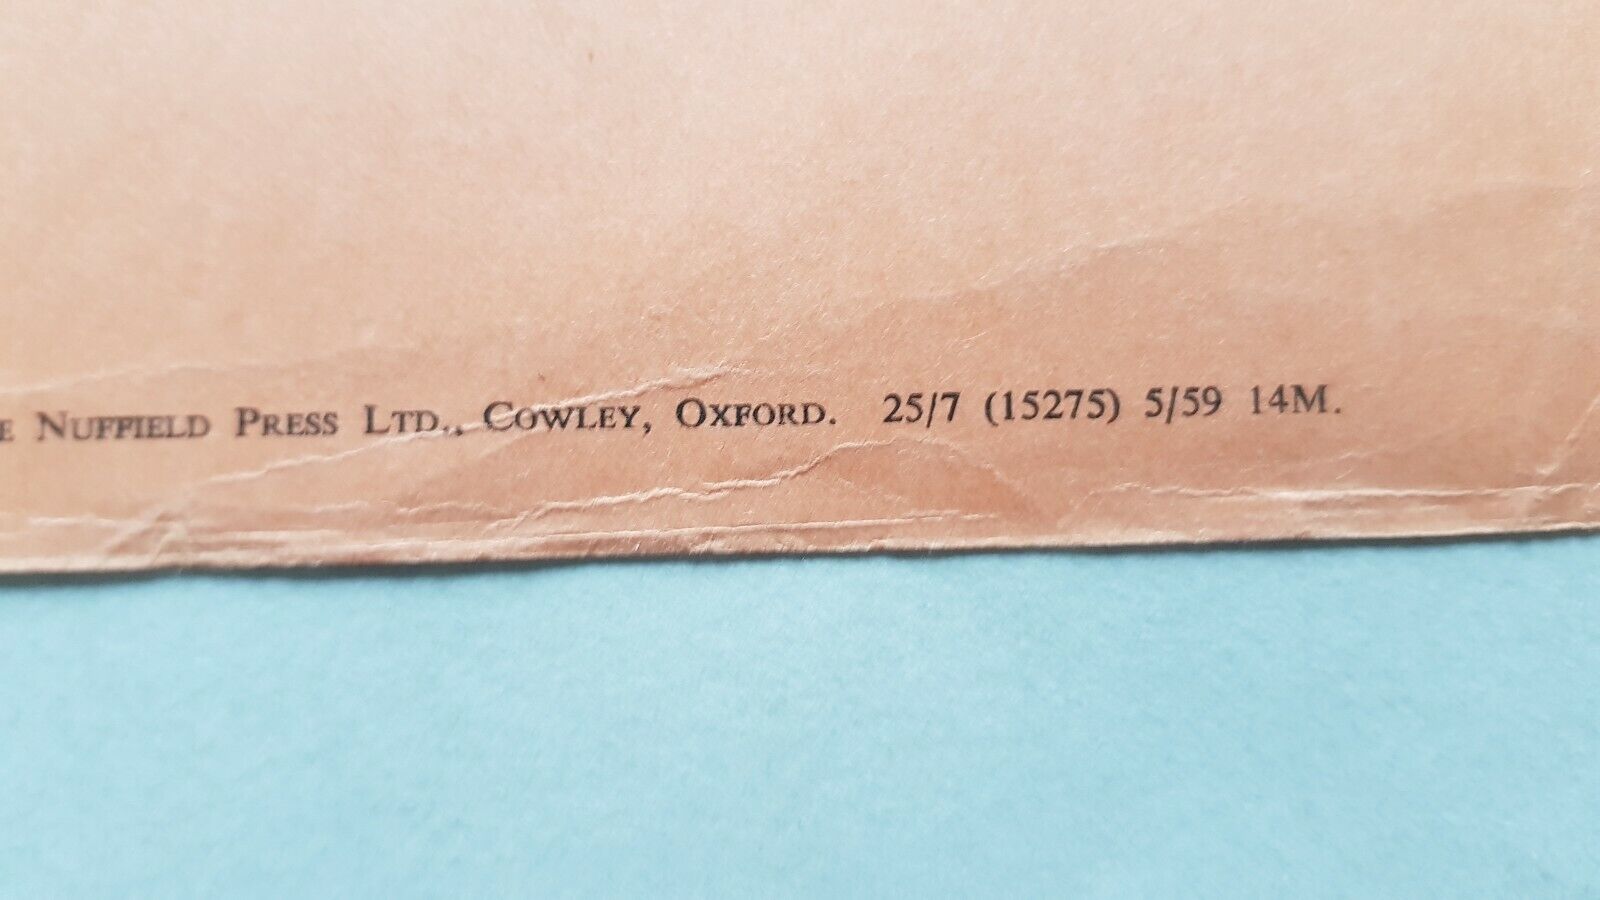 E NUFFIELD PRESS LTD., COWLEY, OXFORD. 25/7 (15275) 5/59 14M.